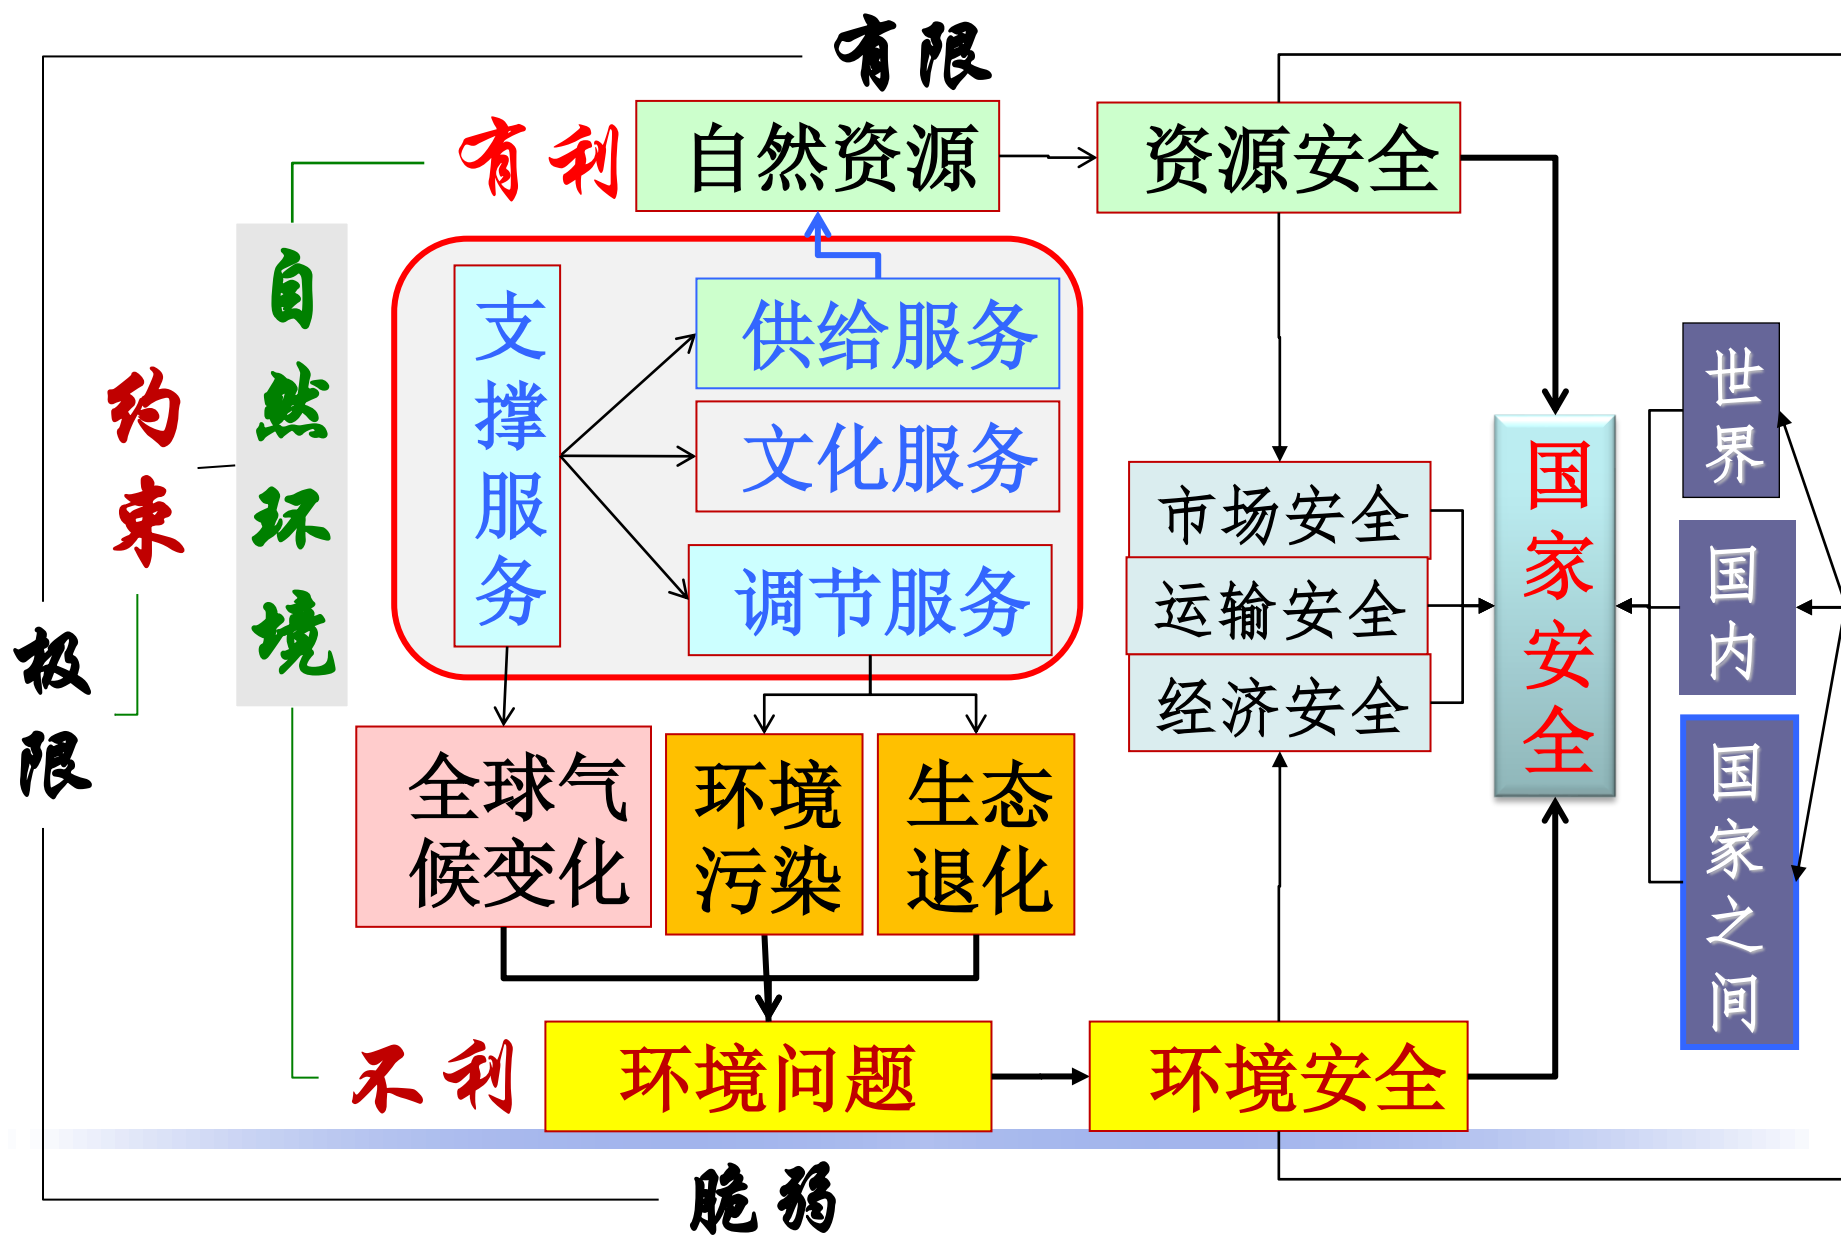 有限
有利
自然资源
资源安全
自然环境
支撑服务
供给服务
文化服务
调节服务
约束
极限
全球气
候变化
环境
污染
生态
退化
市场安全
运输安全
经济安全
国家安全
世界
国内
国家之间
不利
环境问题
环境安全
脆弱